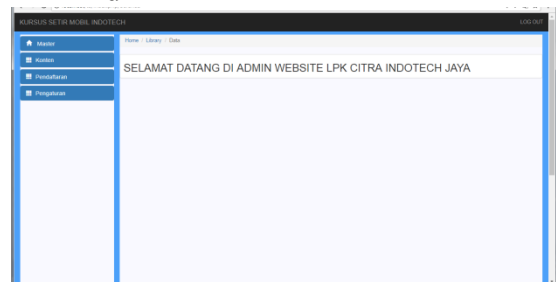 KURSUS SETIR MOBIL INDOTECH
LOG OUT
Master
Konten
Pendaftaran
Pengaturan
Home / Library / Data
SELAMAT DATANG DI ADMIN WEBSITE LPK CITRA INDOTECH JAYA